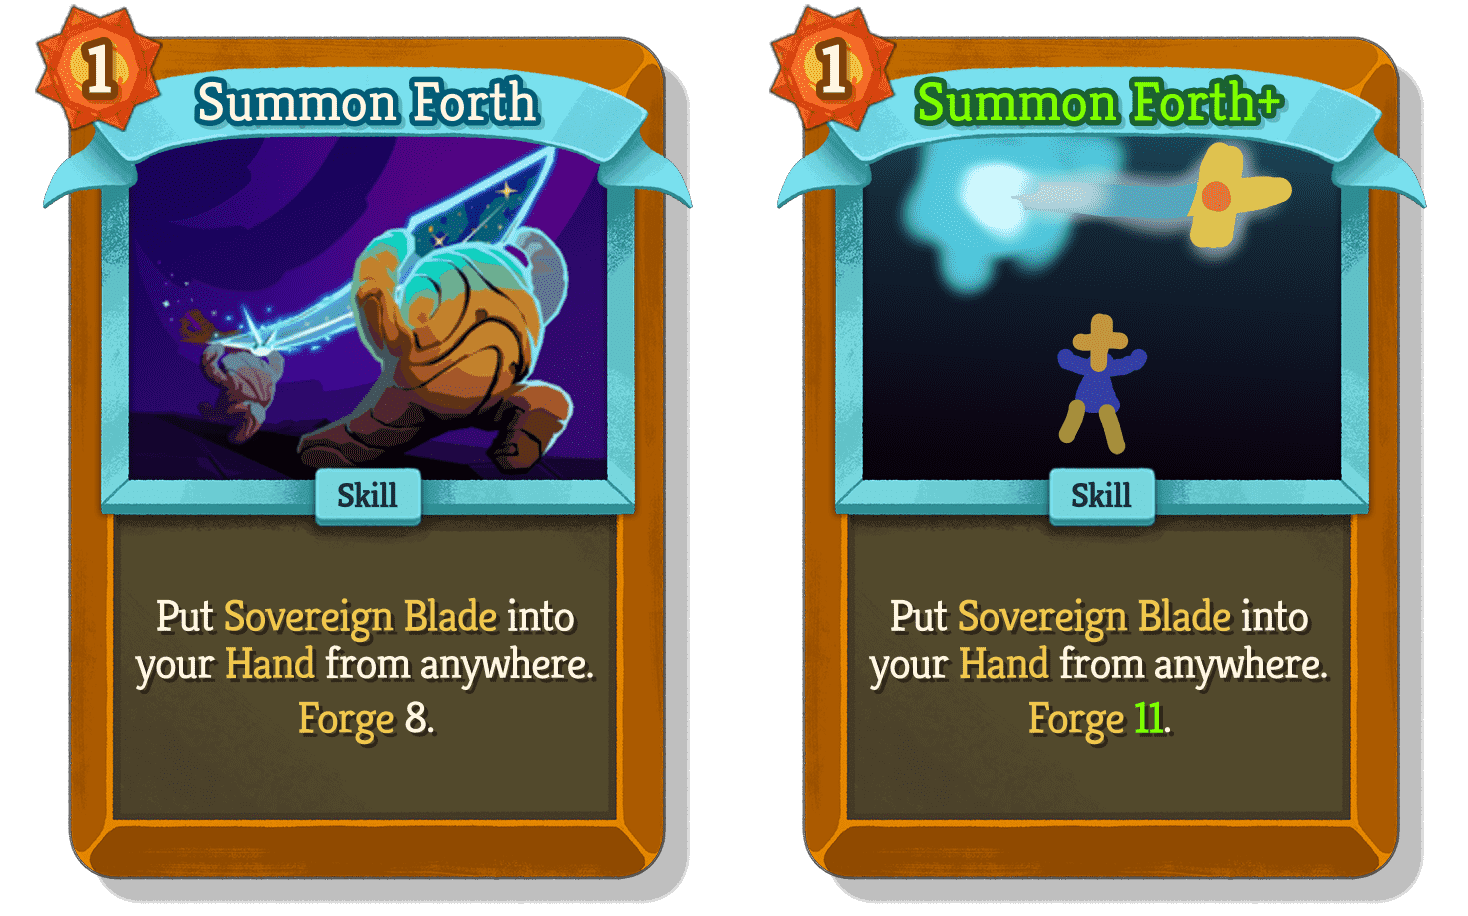 1
Summon Forth
Skill
Put Sovereign Blade into
your Hand from anywhere.
Forge 8.
1
Summon Forth+
Skill
Put Sovereign Blade into
your Hand from anywhere.
Forge 11.